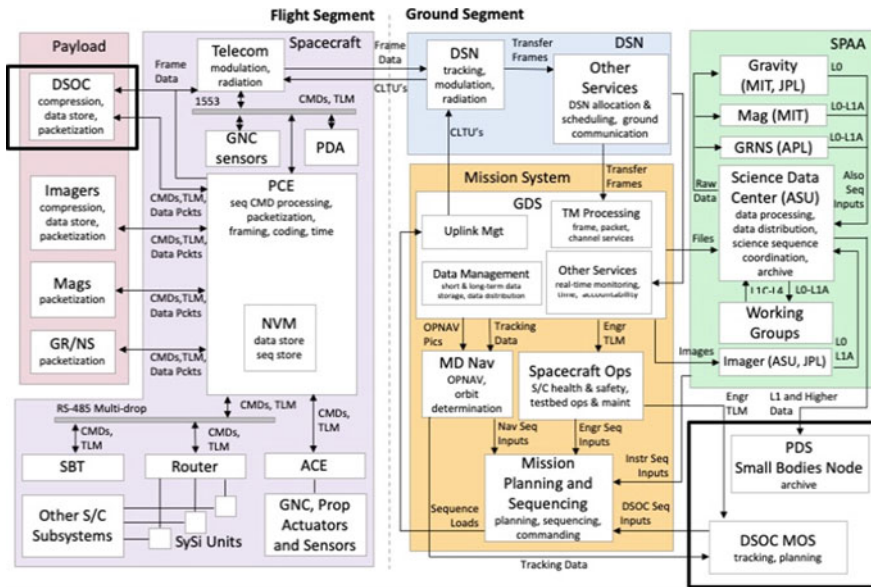 Flight Segment
Ground Segment
Payload
DSOC
compression,
data store,
packetization
Imagers
compression,
data store,
packetization
Mags
packetization
GR/NS
packetization
Spacecraft
Telecom
modulation,
radiation
Frame
Data
1553
CMDs, TLM
GNC
sensors
PDA
PCE
seq CMD processing,
packetization,
framing, coding, time
CMDs,TLM,
Data Pckts
CMDs,TLM,
Data Pckts
CMDs,TLM,
Data Pckts
CMDs,TLM,
Data Pckts
NVM
data store
seq store
RS-485 Multi-drop
CMDs, TLM
CMDs,
TLM
CMDs,
TLM
CMDs,
TLM
SBT
Router
ACE
Other S/C
Subsystems
SySi Units
GNC, Prop
Actuators
and Sensors
Frame
Data
CLTU's
DSN
DSN
tracking,
modulation,
radiation
Transfer
Frames
Other
Services
DSN allocation &
scheduling, ground
communication
CLTU's
Transfer
Frames
Mission System
GDS
Uplink Mgt
TM Processing
frame, packet,
channel services
Data Management
short & long-term data
storage, data distribution
Other Services
real-time monitoring,
time, accountability
OPNAV
Pics
Tracking
Data
Engr
TLM
MD Nav
OPNAV,
orbit
determination
Spacecraft Ops
S/C health & safety,
testbed ops & maint
Nav Seq
Inputs
Engr Seq
Inputs
Mission
Planning and
Sequencing
planning, sequencing,
commanding
Sequence
Loads
Instr Seq
Inputs
DSOC Seq
Inputs
Tracking Data
SPAA
Gravity
(MIT, JPL)
L0
Mag (MIT)
L0-L1A
GRNS (APL)
L0-L1A
Raw
Data
Also
Seq
Inputs
Science Data
Center (ASU)
data processing,
data distribution,
science sequence
coordination,
archive
Files
L0-L1A
Working
Groups
L0
L1A
Images
Imager (ASU, JPL)
Engr
TLM
L1 and Higher
Data
PDS
Small Bodies Node
archive
DSOC MOS
tracking, planning